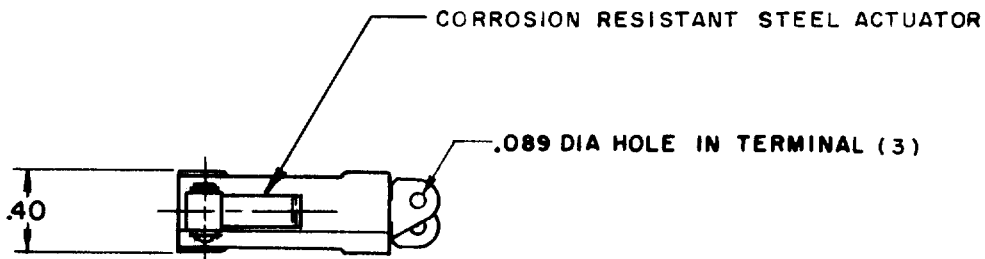 CORROSION RESISTANT STEEL ACTUATOR
.089 DIA HOLE IN TERMINAL (3)
.40